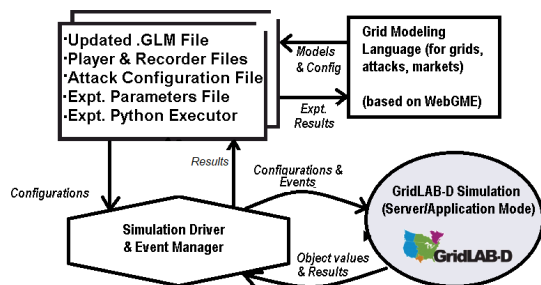 ·Updated .GLM File
·Player & Recorder Files
·Attack Configuration File
·Expt. Parameters File
·Expt. Python Executor
Models
& Config
Expt.
Results
Grid Modeling
Language (for grids,
attacks, markets)
(based on WebGME)
Configurations
Results
Configurations &
Events
Simulation Driver
& Event Manager
Object values
& Results
GridLAB-D Simulation
(Server/Application Mode)
GridLAB-D